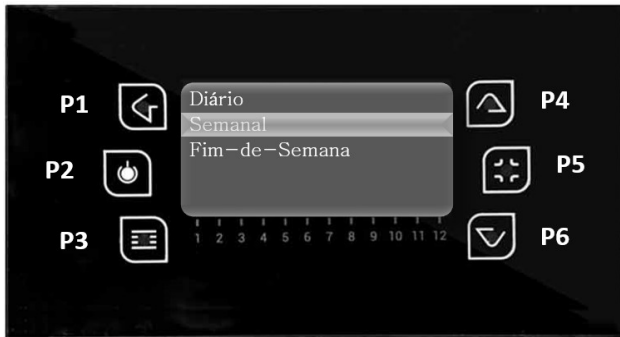 P1
P2
P3
Diário
Semanal
Fim-de-Semana
1 2 3 4 5 6 7 8 9 10 11 12
P4
P5
P6